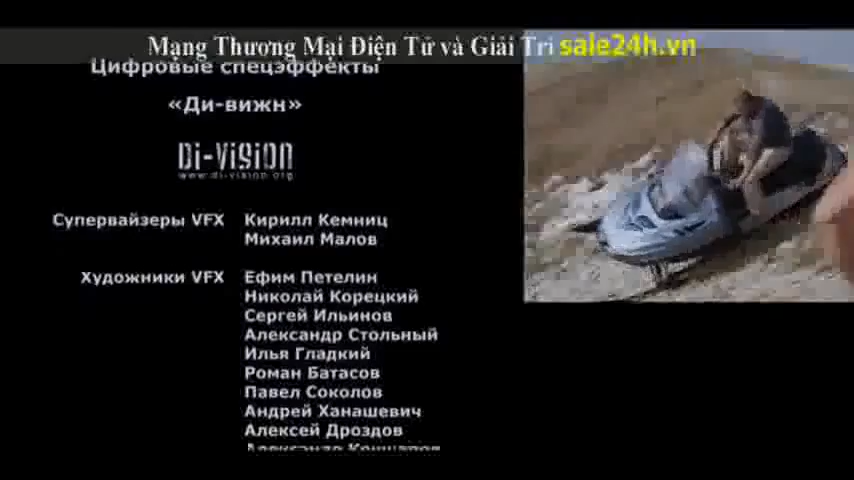 Mạng Thương Mại Điện Tử và Giải Trí sale24h.vn
Цифровые спецэффекты
«Ди-вижн»
Di-Vision
www.di-vision.org
Супервайзеры VFX Кирилл Кемниц
Михаил Малов
Художники VFX Ефим Петелин
Николай Корецкий
Сергей Ильинов
Александр Стольный
Илья Гладкий
Роман Батасов
Павел Соколов
Андрей Ханашевич
Алексей Дроздов
Александр